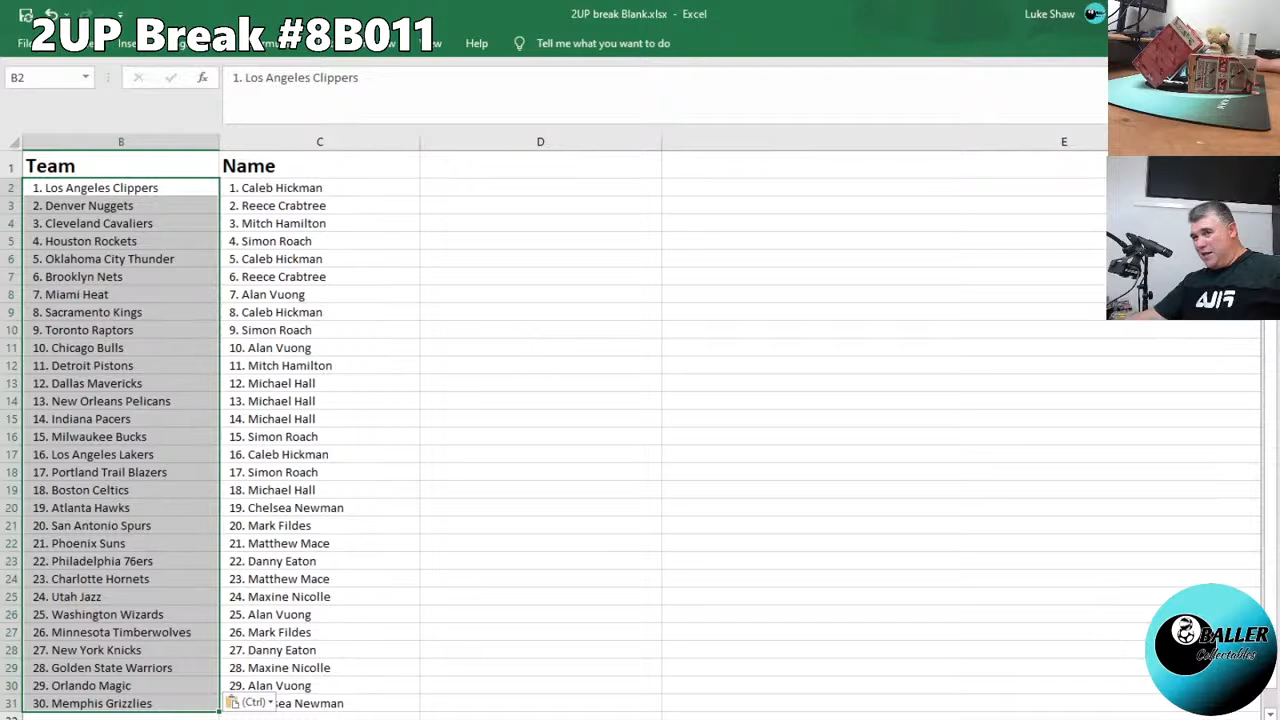 2UP Break #8B011
2UP break Blank.xlsx - Excel
Luke Shaw
Help
Tell me what you want to do
B2
fx
1. Los Angeles Clippers
B C D E
1 Team Name
2 1. Los Angeles Clippers 1. Caleb Hickman
3 2. Denver Nuggets 2. Reece Crabtree
4 3. Cleveland Cavaliers 3. Mitch Hamilton
5 4. Houston Rockets 4. Simon Roach
6 5. Oklahoma City Thunder 5. Caleb Hickman
7 6. Brooklyn Nets 6. Reece Crabtree
8 7. Miami Heat 7. Alan Vuong
9 8. Sacramento Kings 8. Caleb Hickman
10 9. Toronto Raptors 9. Simon Roach
11 10. Chicago Bulls 10. Alan Vuong
12 11. Detroit Pistons 11. Mitch Hamilton
13 12. Dallas Mavericks 12. Michael Hall
14 13. New Orleans Pelicans 13. Michael Hall
15 14. Indiana Pacers 14. Michael Hall
16 15. Milwaukee Bucks 15. Simon Roach
17 16. Los Angeles Lakers 16. Caleb Hickman
18 17. Portland Trail Blazers 17. Simon Roach
19 18. Boston Celtics 18. Michael Hall
20 19. Atlanta Hawks 19. Chelsea Newman
21 20. San Antonio Spurs 20. Mark Fildes
22 21. Phoenix Suns 21. Matthew Mace
23 22. Philadelphia 76ers 22. Danny Eaton
24 23. Charlotte Hornets 23. Matthew Mace
25 24. Utah Jazz 24. Maxine Nicolle
26 25. Washington Wizards 25. Alan Vuong
27 26. Minnesota Timberwolves 26. Mark Fildes
28 27. New York Knicks 27. Danny Eaton
29 28. Golden State Warriors 28. Maxine Nicolle
30 29. Orlando Magic 29. Alan Vuong
31 30. Memphis Grizzlies (Ctrl) sea Newman
BALLER
Collectables